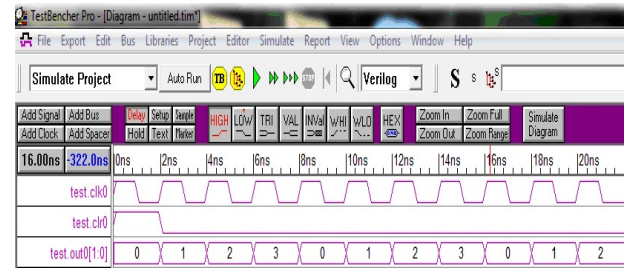 TestBencher Pro - [Diagram - untitled.tim*]
File Export Edit Bus Libraries Project Editor Simulate Report View Options Window Help
Simulate Project Auto Run TB STOP Verilog S s S
Add Signal Add Bus Delay Setup Sample HIGH LOW TRI VAL INVal WHI WLO HEX Zoom In Zoom Full Simulate
Add Clock Add Spacer Hold Text Marker Zoom Out Zoom Range Diagram
16.00ns -322.0ns 0ns 2ns 4ns 6ns 8ns 10ns 12ns 14ns 16ns 18ns 20ns
test.clk0
test.clr0
test.out0[1:0] 0 1 2 3 0 1 2 3 0 1 2